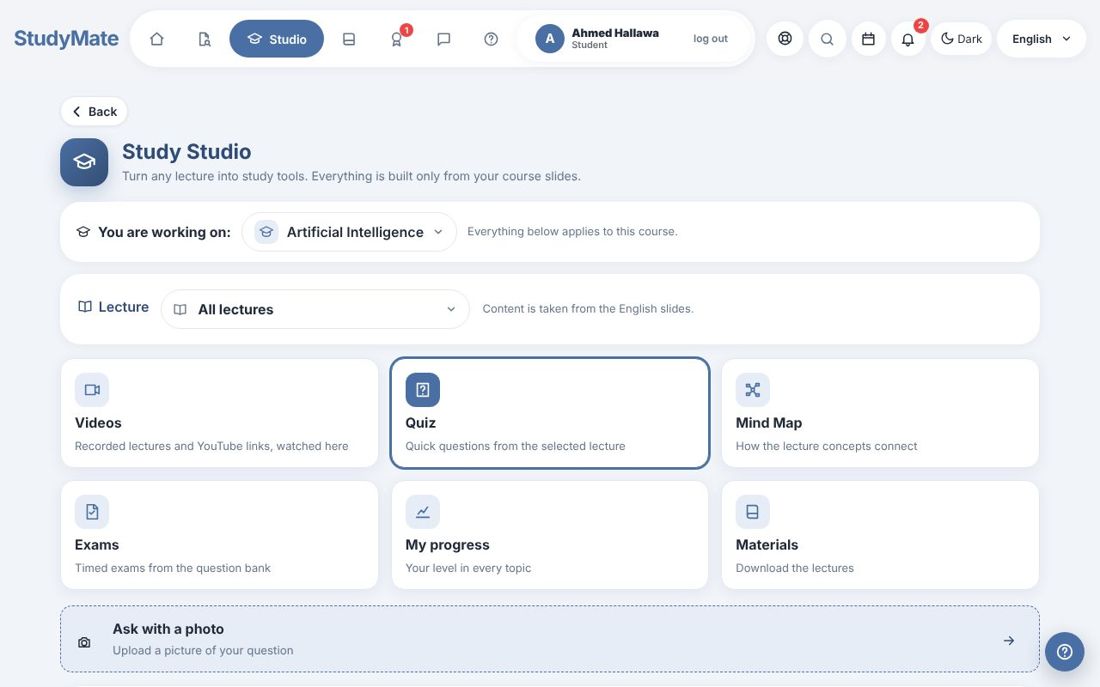 StudyMate
Studio
1
A
Ahmed Hallawa
Student
log out
2
Dark
English
Back
Study Studio
Turn any lecture into study tools. Everything is built only from your course slides.
You are working on:
Artificial Intelligence
Everything below applies to this course.
Lecture
All lectures
Content is taken from the English slides.
Videos
Recorded lectures and YouTube links, watched here
Quiz
Quick questions from the selected lecture
Mind Map
How the lecture concepts connect
Exams
Timed exams from the question bank
My progress
Your level in every topic
Materials
Download the lectures
Ask with a photo
Upload a picture of your question